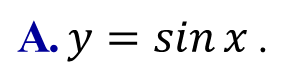 A. y = sin x .